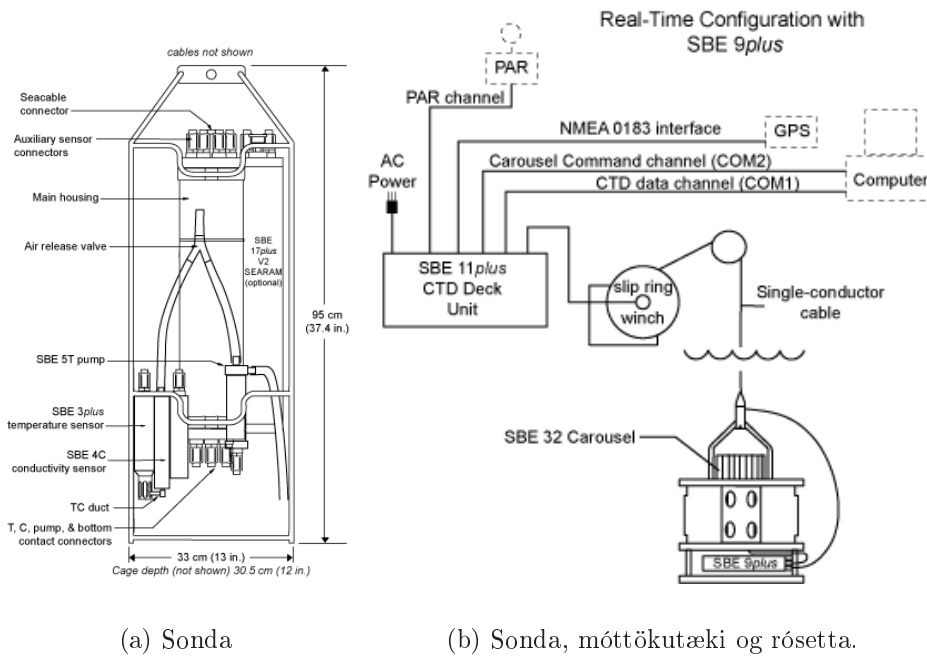 cables not shown
Seacable
connector
Auxiliary sensor
connectors
Main housing
Air release valve
SBE
17plus
V2
SEARAM
(optional)
95 cm
(37.4 in.)
SBE 5T pump
SBE 3plus
temperature sensor
SBE 4C
conductivity sensor
TC duct
T, C, pump, & bottom
contact connectors
33 cm (13 in.)
Cage depth (not shown) 30.5 cm (12 in.)
(a) Sonda
Real-Time Configuration with
SBE 9plus
PAR
PAR channel
NMEA 0183 interface
GPS
AC
Power
Carousel Command channel (COM2)
CTD data channel (COM1)
Computer
SBE 11plus
CTD Deck
Unit
slip ring
winch
Single-conductor
cable
SBE 32 Carousel
SBE 9plus
(b) Sonda, móttökutæki og rósetta.